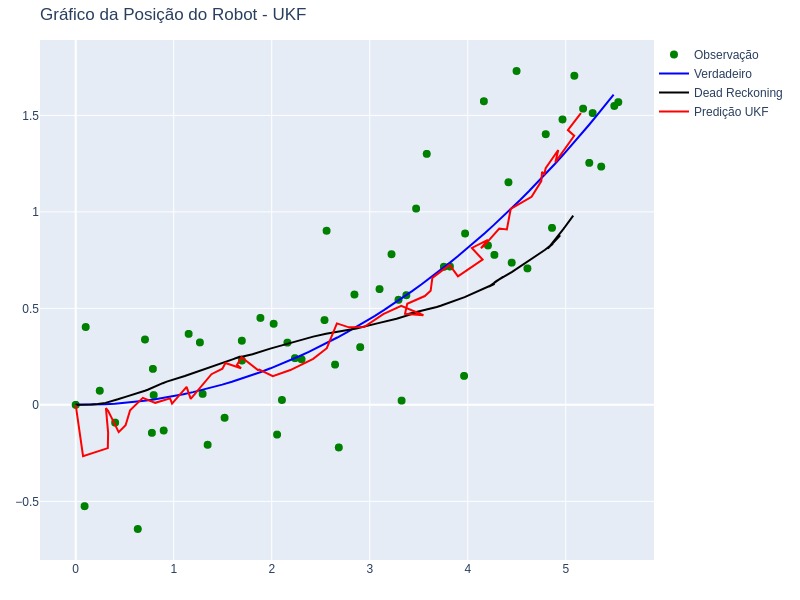 Gráfico da Posição do Robot - UKF
Observação
Verdadeiro
Dead Reckoning
Predição UKF
1.5
1
0.5
0
−0.5
0 1 2 3 4 5